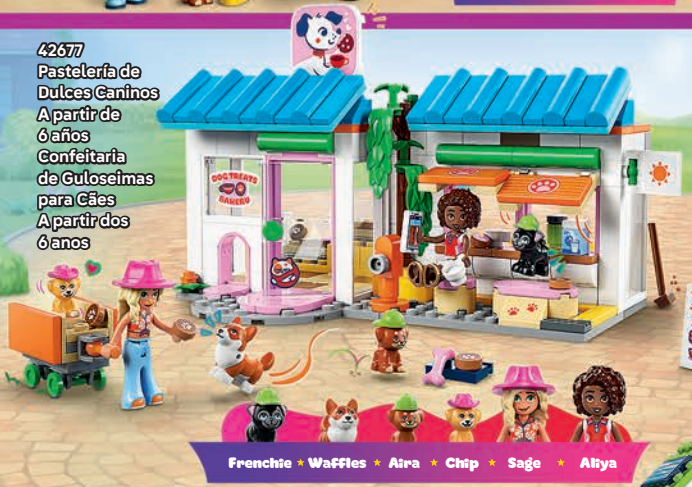 42677
Pastelería de
Dulces Caninos
A partir de
6 años
Confeitaria
de Guloseimas
para Cães
A partir dos
6 anos
DOG TREATS
BAKERY
Frenchie ★ Waffles ★ Aira ★ Chip ★ Sage ★ Aliya